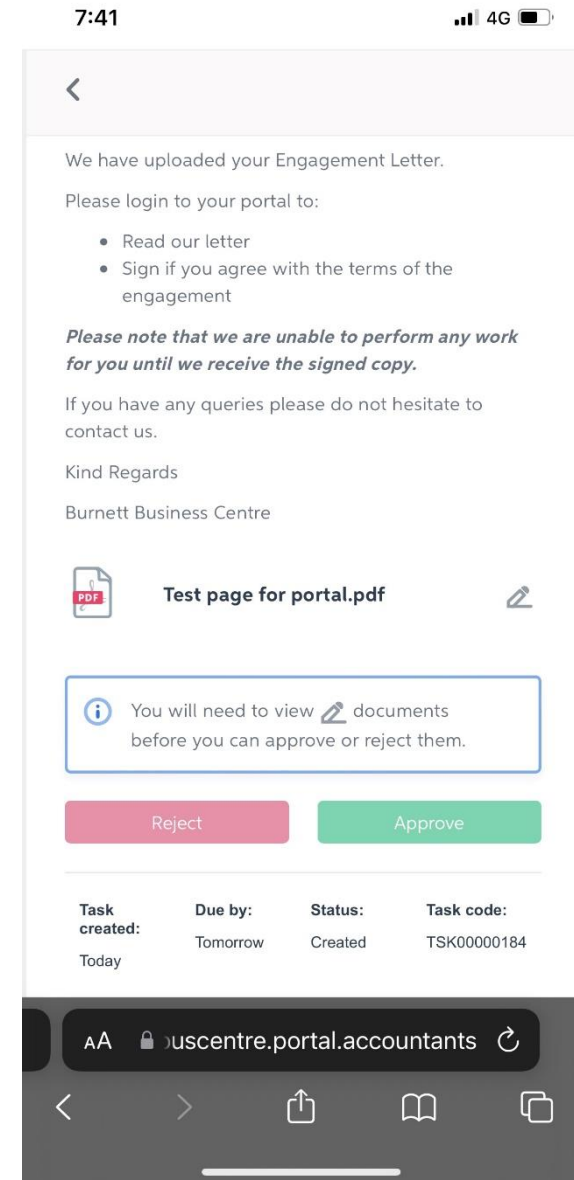 7:41
4G
We have uploaded your Engagement Letter.
Please login to your portal to:
• Read our letter
• Sign if you agree with the terms of the
engagement
Please note that we are unable to perform any work
for you until we receive the signed copy.
If you have any queries please do not hesitate to
contact us.
Kind Regards
Burnett Business Centre
PDF
Test page for portal.pdf
You will need to view documents
before you can approve or reject them.
Reject
Approve
Task
created:
Today
Due by:
Tomorrow
Status:
Created
Task code:
TSK00000184
AA
uscentre.portal.accountants